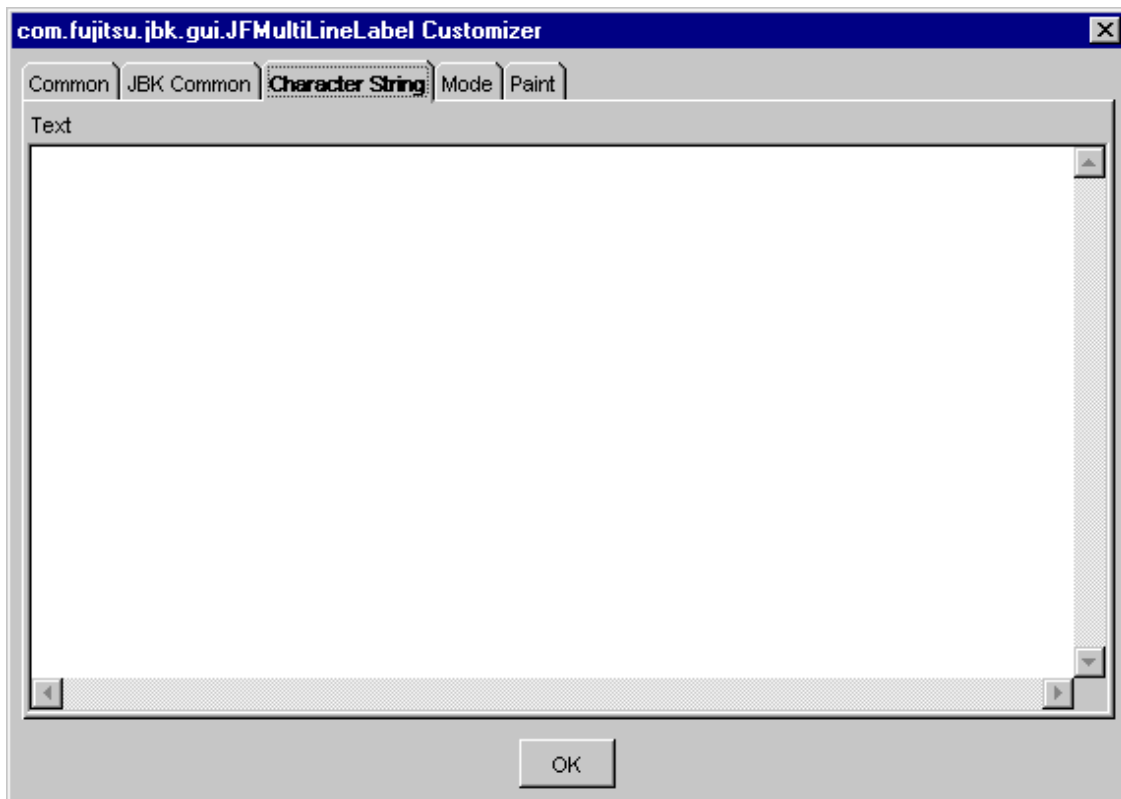 com.fujitsu.jbk.gui.JFMultiLineLabel Customizer
Common JBK Common Character String Mode Paint
Text
OK